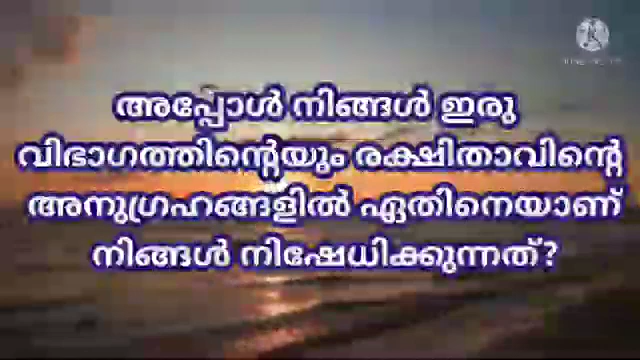 അപ്പോൾ നിങ്ങൾ ഇരു
വിഭാഗത്തിന്റെയും രക്ഷിതാവിന്റെ
അനുഗ്രഹങ്ങളിൽ ഏതിനെയാണ്
നിങ്ങൾ നിഷേധിക്കുന്നത്?